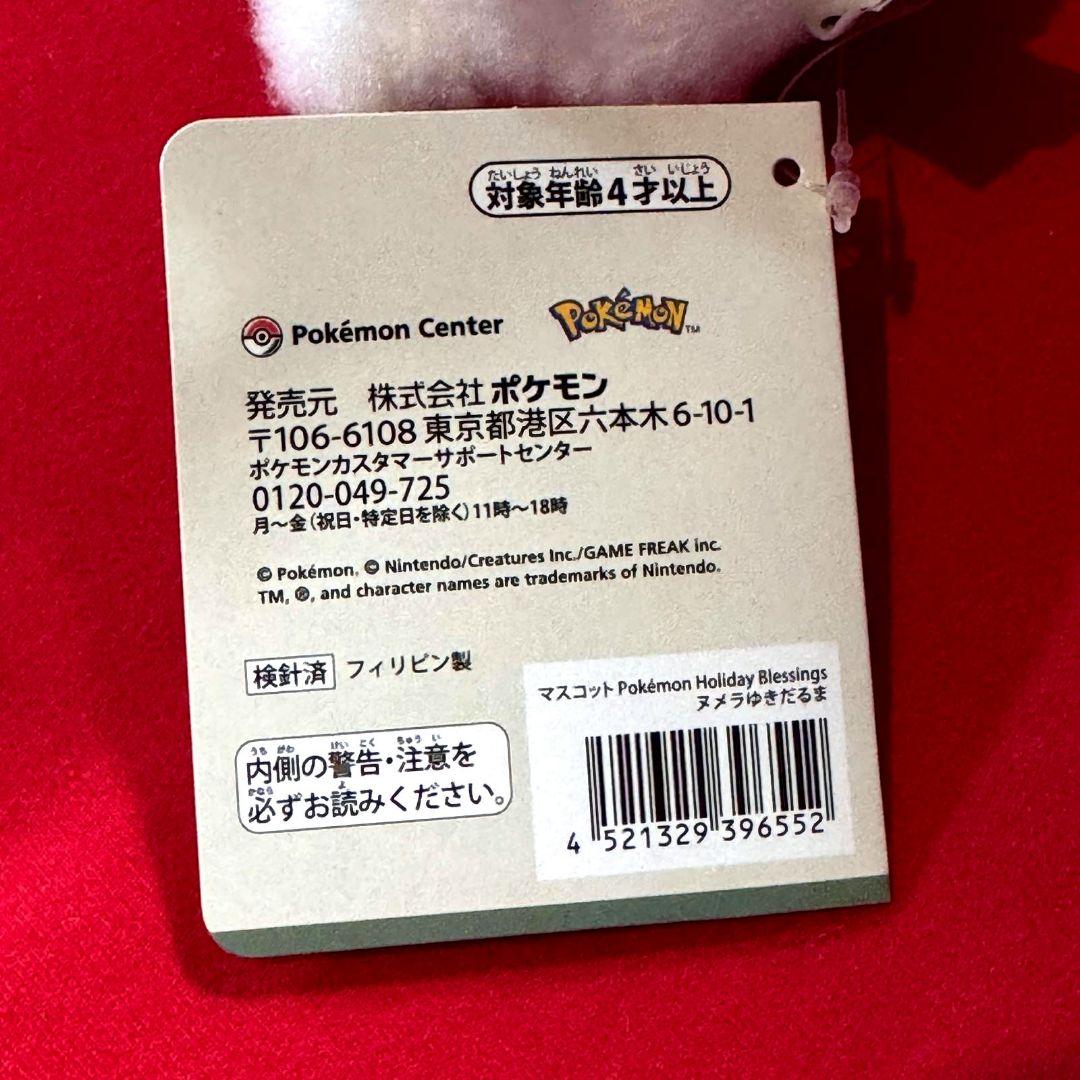 たいしょう ねんれい さい いじょう
対象年齢4才以上
Pokémon Center
POKéMON TM
発売元 株式会社ポケモン
〒106-6108 東京都港区六本木6-10-1
ポケモンカスタマーサポートセンター
0120-049-725
月〜金(祝日・特定日を除く)11時〜18時
© Pokémon. © Nintendo/Creatures Inc./GAME FREAK inc.
TM, ®, and character names are trademarks of Nintendo.
検針済 フィリピン製
うち がわ けい こく ちゅう い
内側の警告・注意を
かなら よ
必ずお読みください。
マスコット Pokémon Holiday Blessings
ヌメラゆきだるま
4 521329 396552